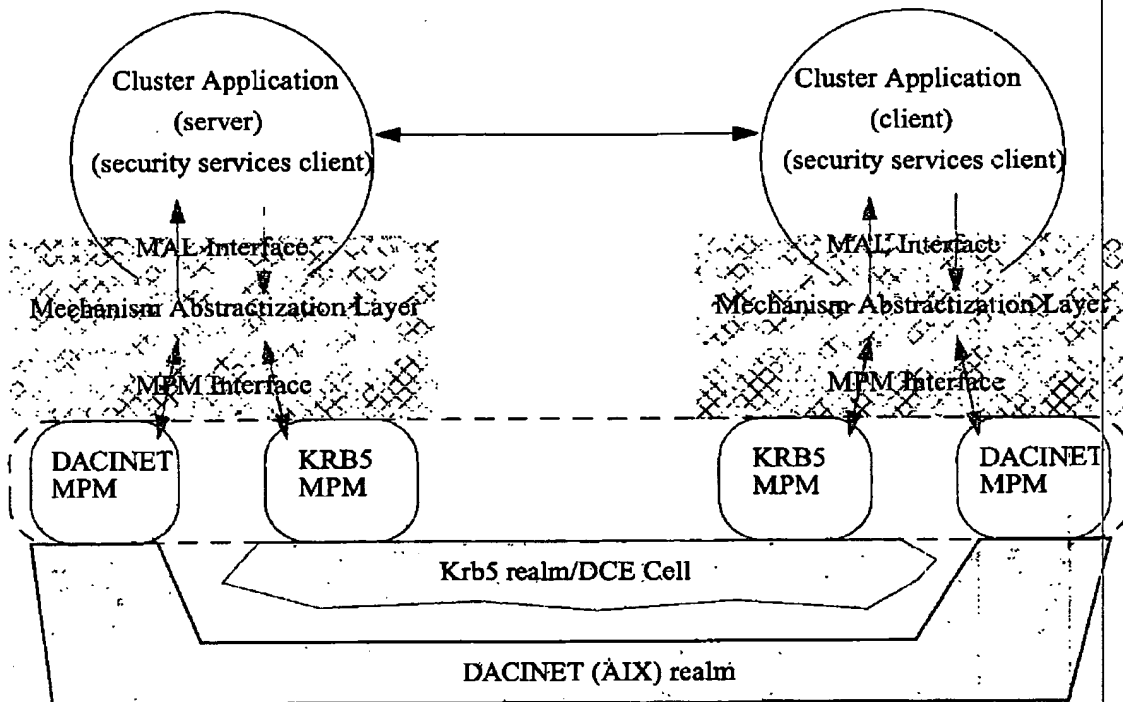 Cluster Application
(server)
(security services client)
Cluster Application
(client)
(security services client)
MAL Interface
MAL Interface
Mechanism Abstractization Layer
Mechanism Abstractization Layer
MPM Interface
MPM Interface
DACINET
MPM
KRB5
MPM
KRB5
MPM
DACINET
MPM
Krb5 realm/DCE Cell
DACINET (AIX) realm